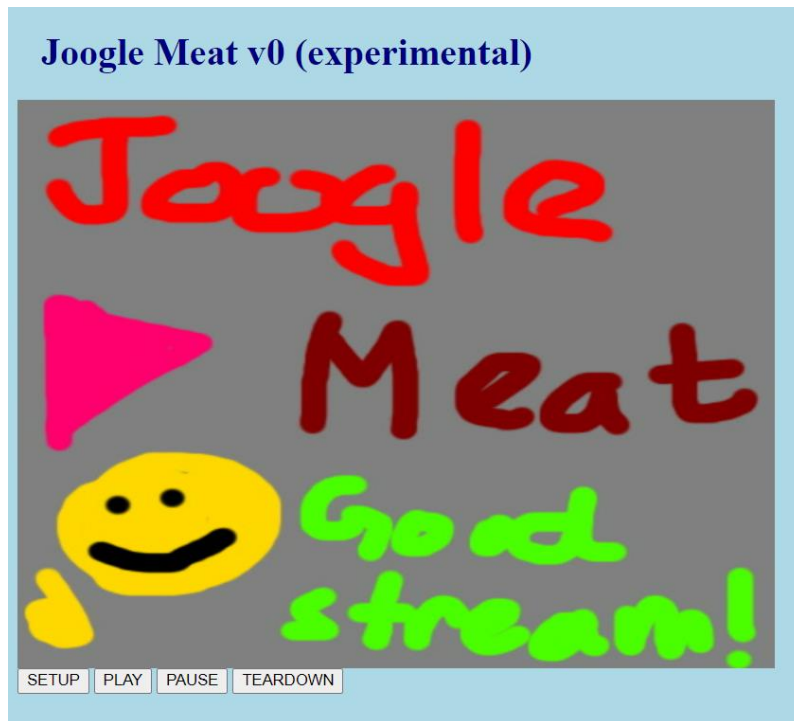 Joogle Meat v0 (experimental)
Joogle
Meat
Good
stream!
SETUP PLAY PAUSE TEARDOWN